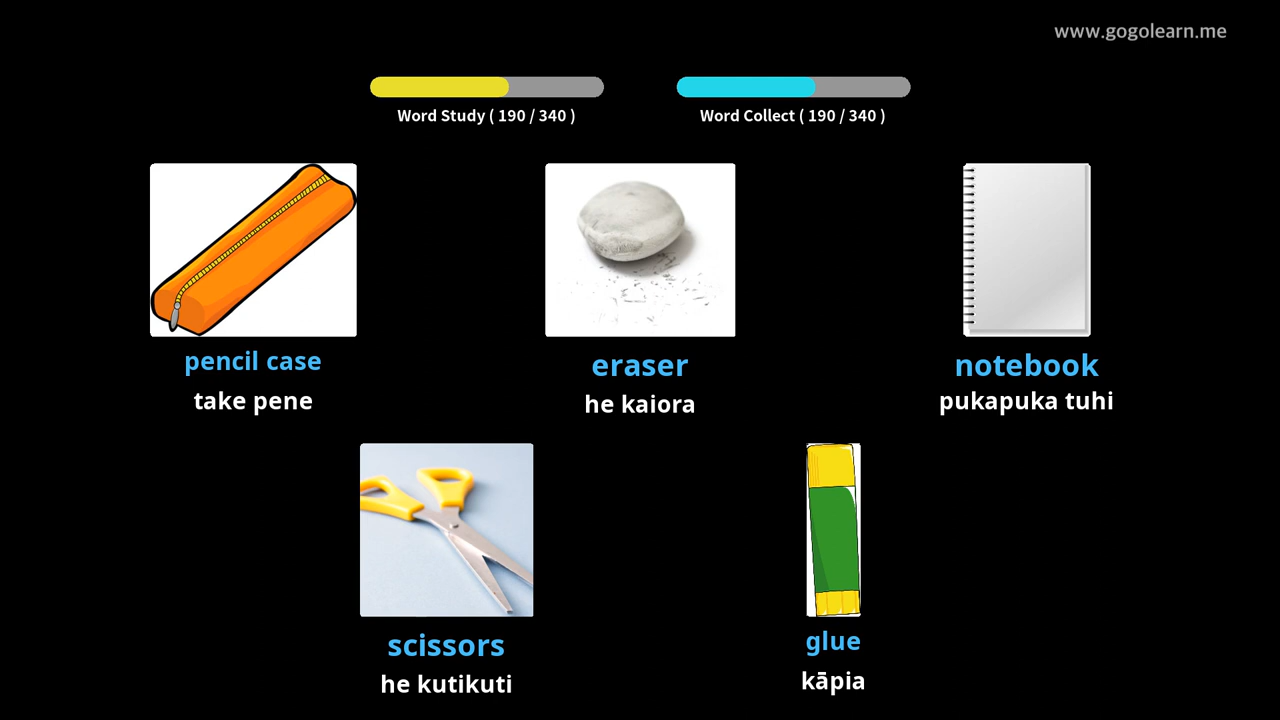 www.gogolearn.me
Word Study ( 190 / 340 )
Word Collect ( 190 / 340 )
pencil case
take pene
eraser
he kaiora
notebook
pukapuka tuhi
scissors
he kutikuti
glue
kāpia